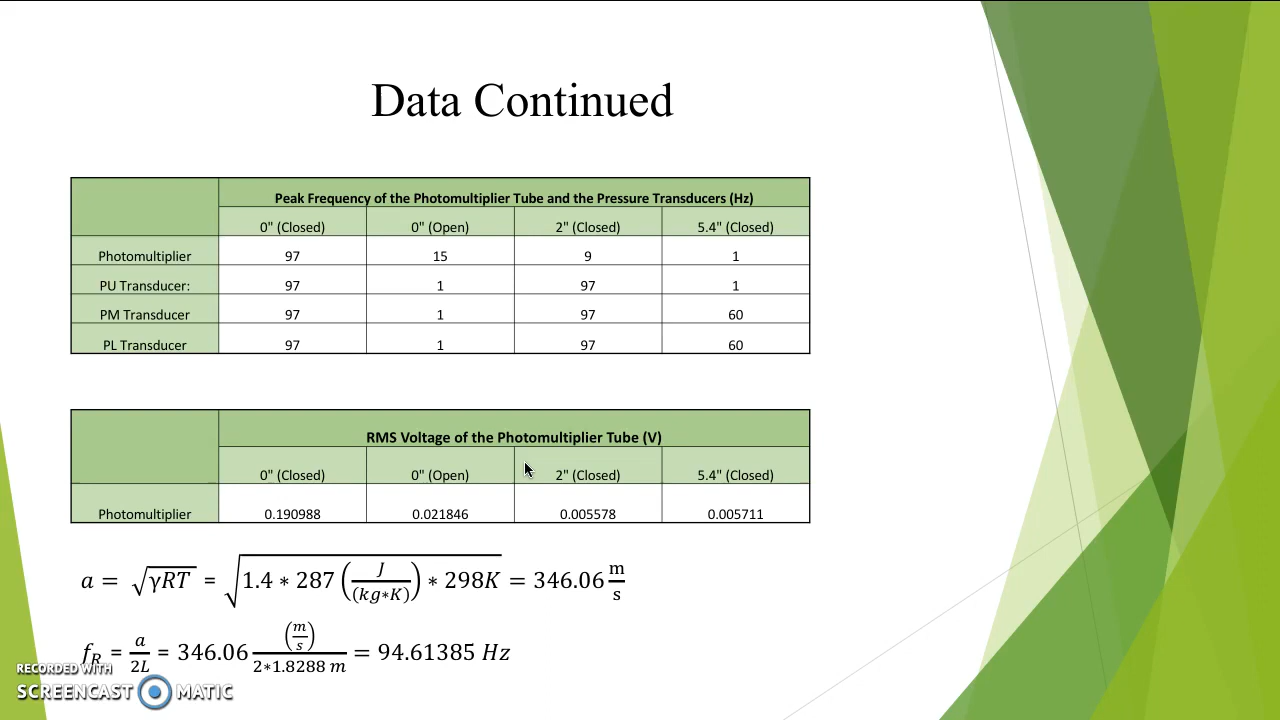 Data Continued
Peak Frequency of the Photomultiplier Tube and the Pressure Transducers (Hz)
0" (Closed) 0" (Open) 2" (Closed) 5.4" (Closed)
Photomultiplier 97 15 9 1
PU Transducer: 97 1 97 1
PM Transducer 97 1 97 60
PL Transducer 97 1 97 60
RMS Voltage of the Photomultiplier Tube (V)
0" (Closed) 0" (Open) 2" (Closed) 5.4" (Closed)
Photomultiplier 0.190988 0.021846 0.005578 0.005711
a = √γRT = √1.4 * 287 (J/(kg*K)) * 298K = 346.06 m/s
f_R = a/2L = 346.06 (m/s)/2*1.8288 m = 94.61385 Hz
RECORDED WITH
SCREENCAST MATIC